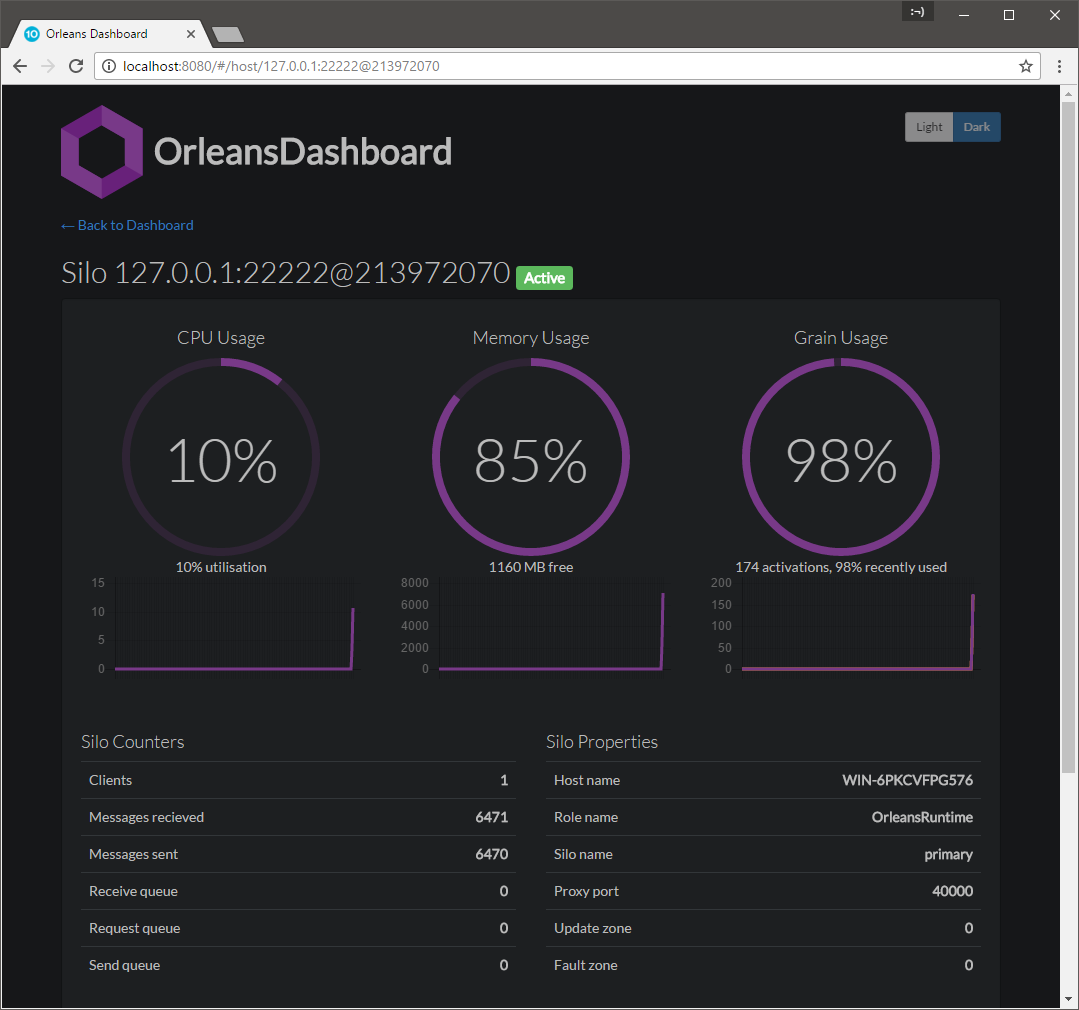 :¬)
10 Orleans Dashboard
localhost:8080/#/host/127.0.0.1:22222@213972070
OrleansDashboard
Light Dark
← Back to Dashboard
Silo 127.0.0.1:22222@213972070 Active
CPU Usage Memory Usage Grain Usage
10% 85% 98%
10% utilisation 1160 MB free 174 activations, 98% recently used
15 8000 200
10 6000 150
5 4000 100
2000 50
0 0 0
Silo Counters
Clients 1
Messages recieved 6471
Messages sent 6470
Receive queue 0
Request queue 0
Send queue 0
Silo Properties
Host name WIN-6PKCVFPG576
Role name OrleansRuntime
Silo name primary
Proxy port 40000
Update zone 0
Fault zone 0